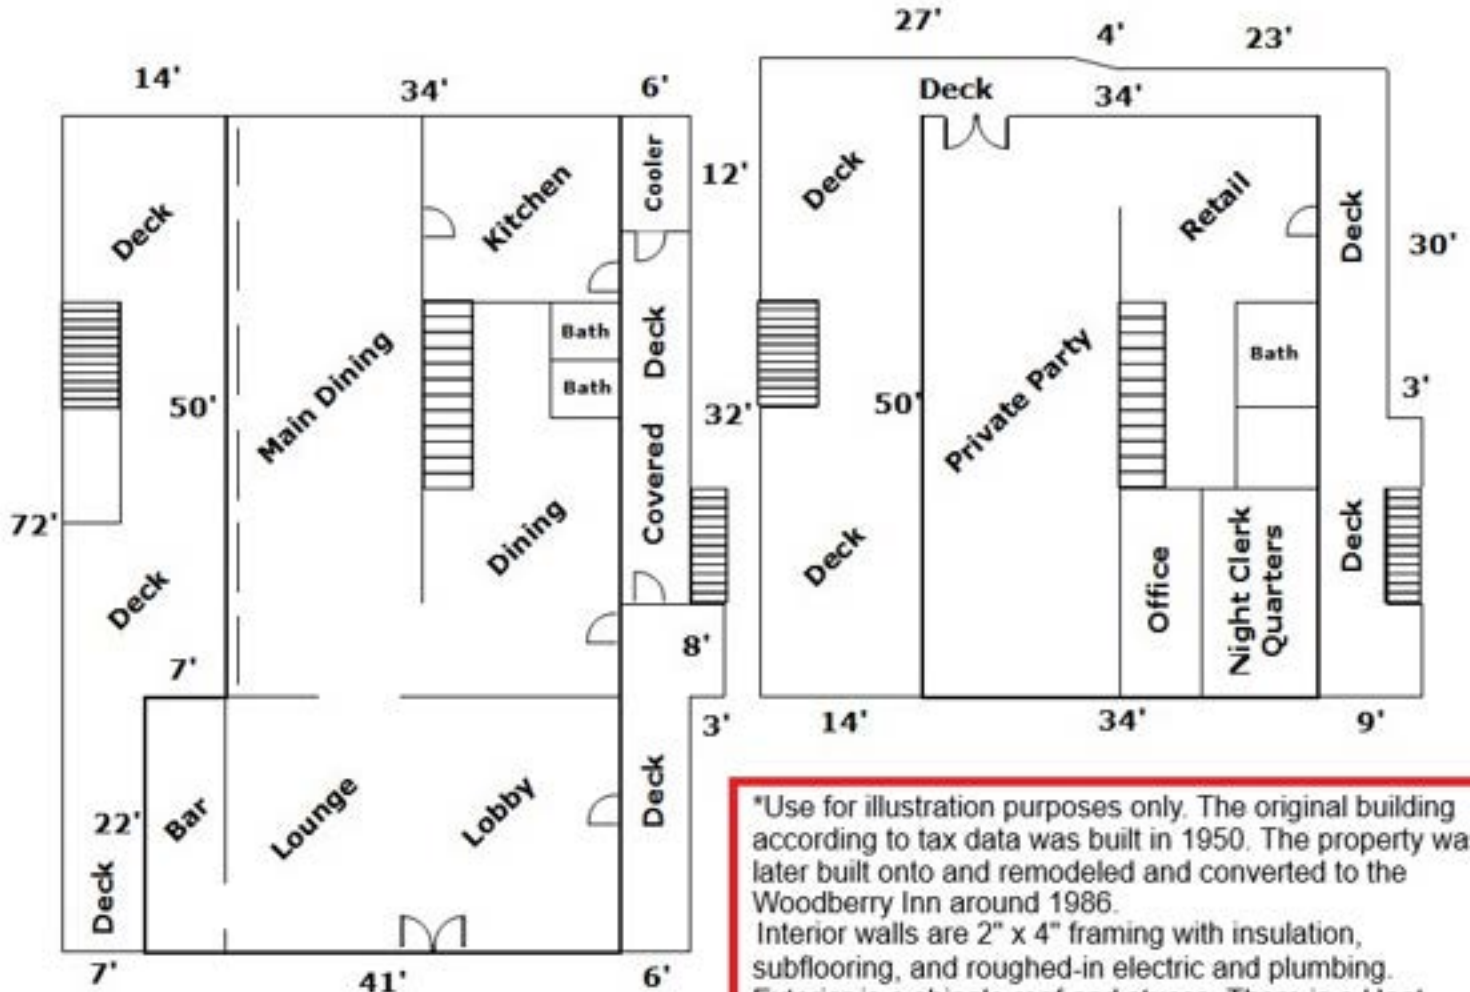 27'
4'
23'
14'
34'
6'
Deck
34'
Deck
Kitchen
Cooler
12'
Deck
Retail
Deck
30'
Bath
Bath
Main Dining
50'
Covered Deck
32'
Private Party
50'
Bath
3'
72'
Deck
Dining
Deck
Office
Night Clerk
Quarters
Deck
7'
8'
3'
14'
34'
9'
22'
Bar
Lounge
Lobby
Deck
Deck
7'
41'
6'
*Use for illustration purposes only. The original building
according to tax data was built in 1950. The property wa
later built onto and remodeled and converted to the
Woodberry Inn around 1986.
Interior walls are 2" x 4" framing with insulation,
subflooring, and roughed-in electric and plumbing.